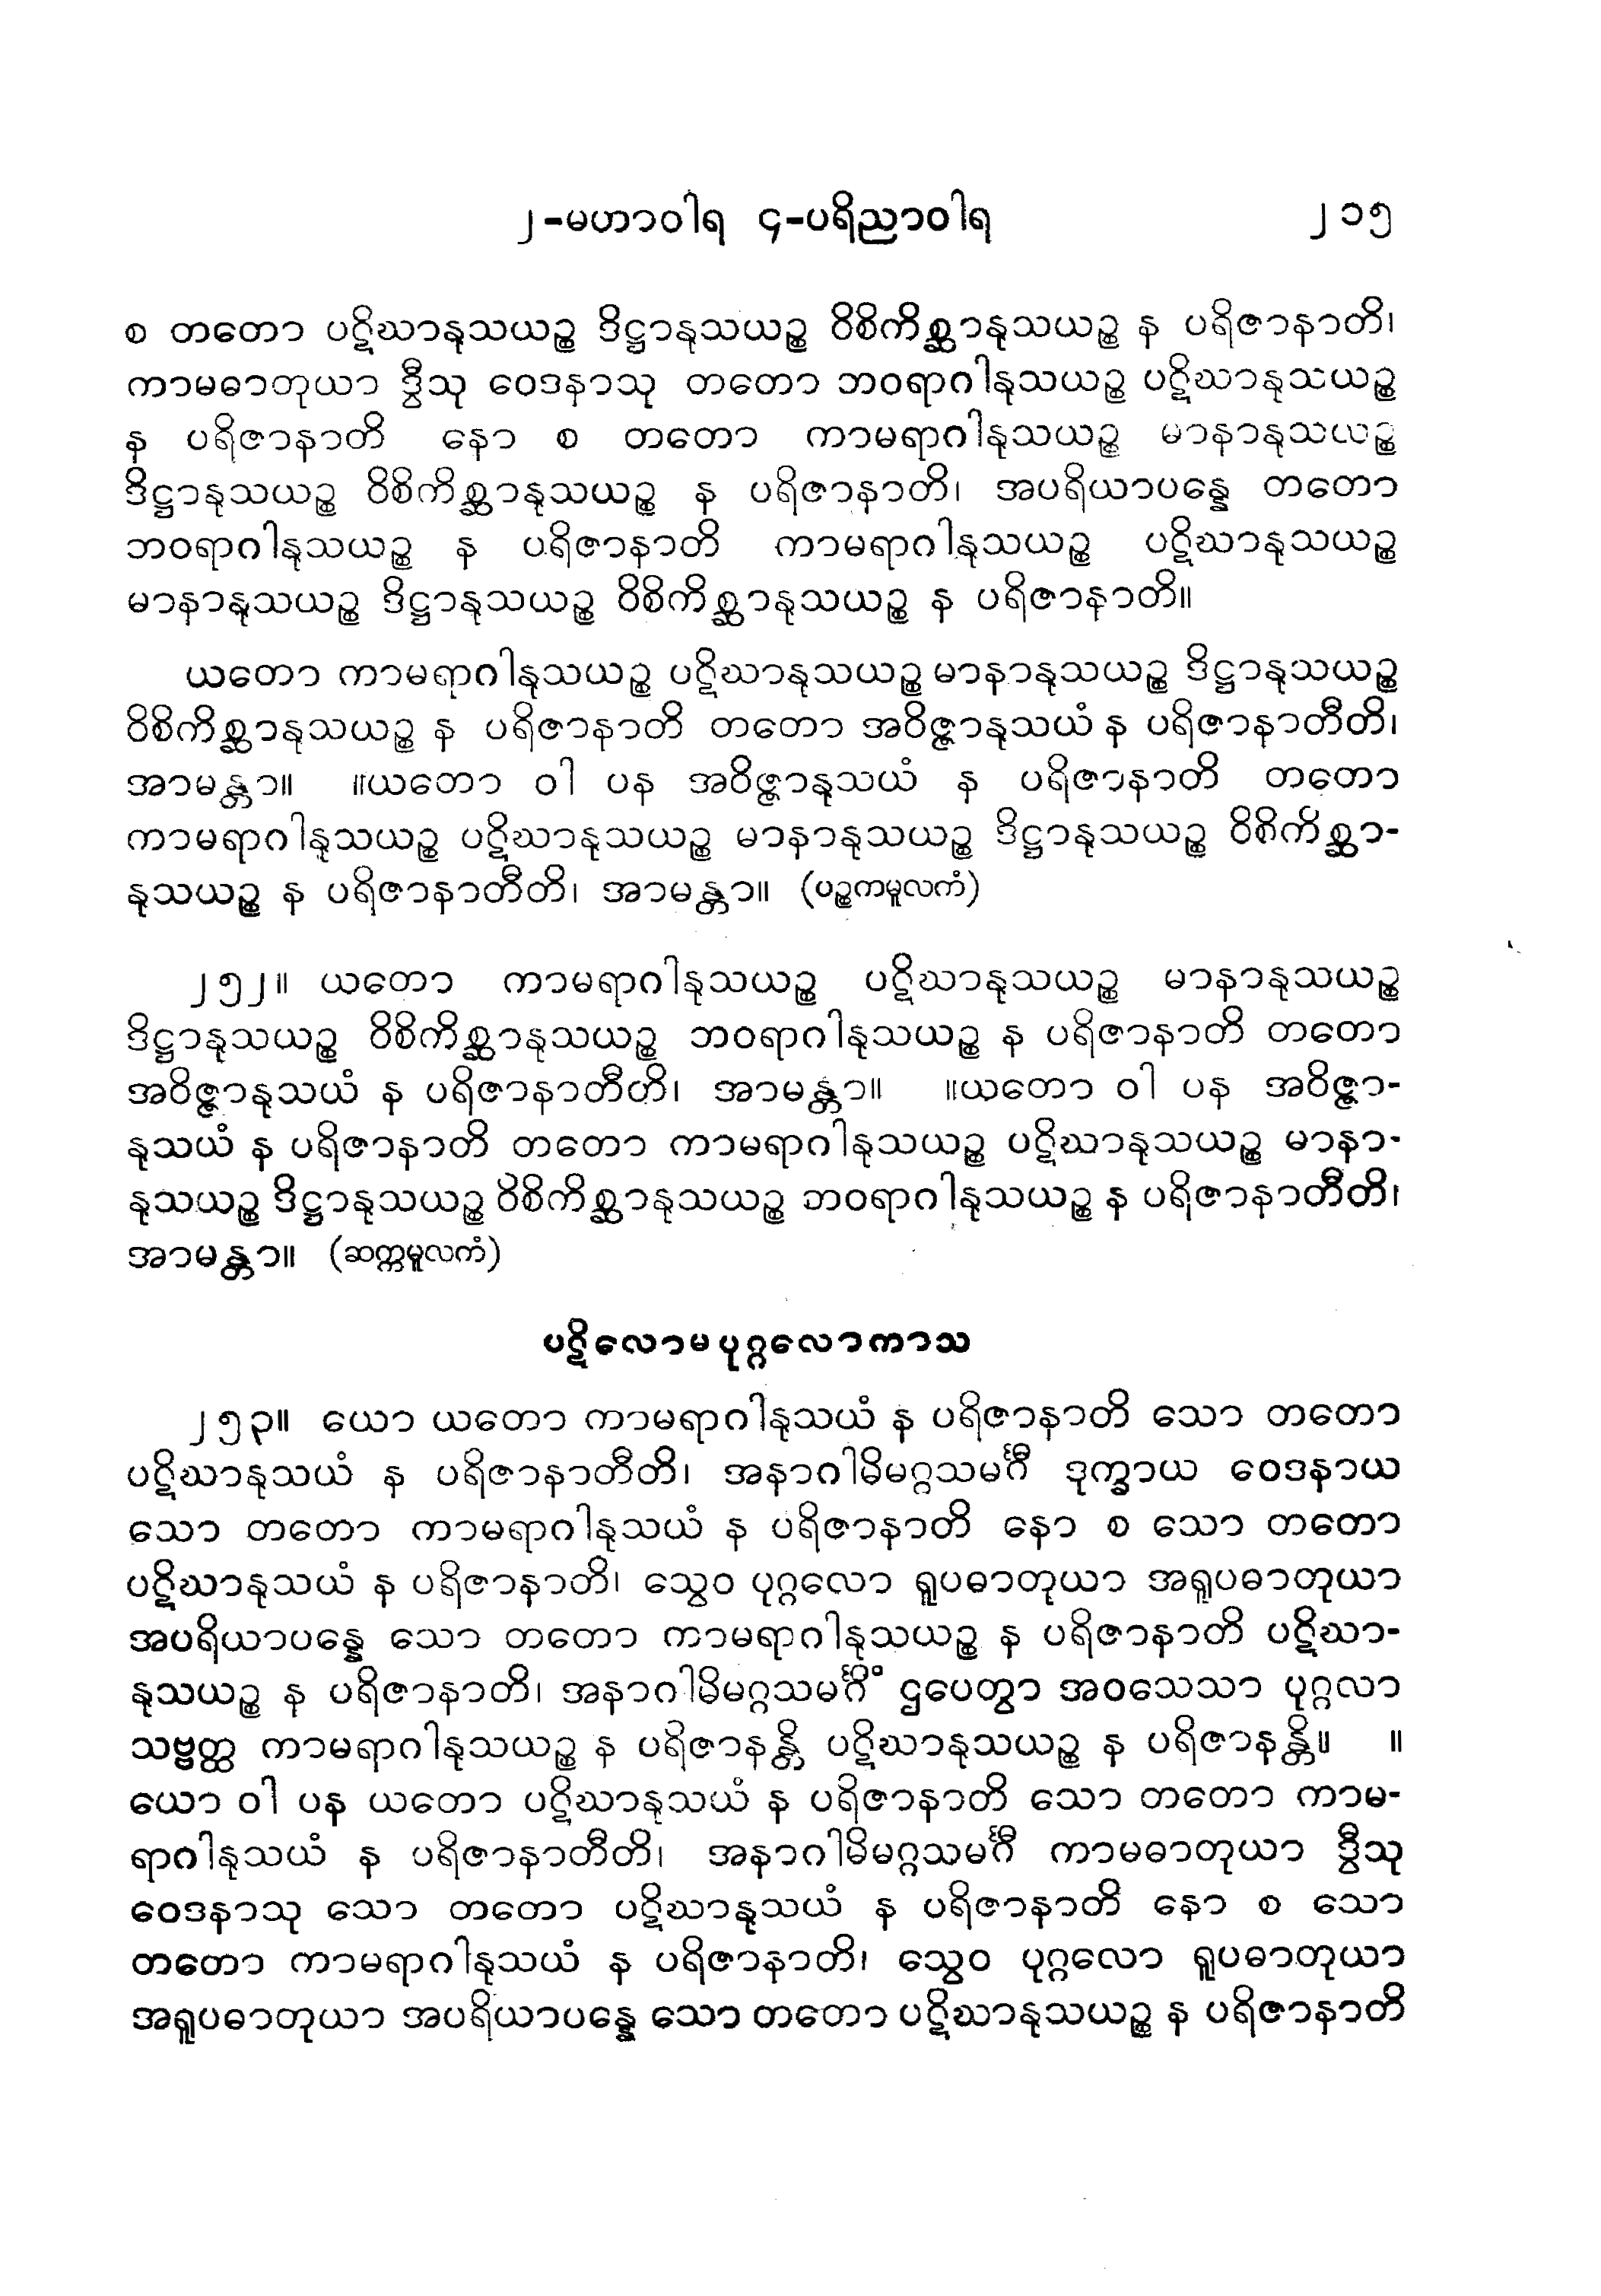 ၂-မဟာဝါရ ၄-ပရိညာဝါရ ၂၁၅
စ တတော ပဋိဃာနုသယဉ္စ ဒိဋ္ဌာနုသယဉ္စ ဝိစိကိစ္ဆာနုသယဉ္စ န ပရိဇာနာတိ၊
ကာမဓာတုယာ ဒွီသု ဝေဒနာသု တတော ဘဝရာဂါနုသယဉ္စ ပဋိဃာနုသယဉ္စ
န ပရိဇာနာတိ နော စ တတော ကာမရာဂါနုသယဉ္စ မာနာနုသယဉ္စ
ဒိဋ္ဌာနုသယဉ္စ ဝိစိကိစ္ဆာနုသယဉ္စ န ပရိဇာနာတိ၊ အပရိယာပန္နေ တတော
ဘဝရာဂါနုသယဉ္စ န ပရိဇာနာတိ ကာမရာဂါနုသယဉ္စ ပဋိဃာနုသယဉ္စ
မာနာနုသယဉ္စ ဒိဋ္ဌာနုသယဉ္စ ဝိစိကိစ္ဆာနုသယဉ္စ န ပရိဇာနာတိ။
ယတော ကာမရာဂါနုသယဉ္စ ပဋိဃာနုသယဉ္စ မာနာနုသယဉ္စ ဒိဋ္ဌာနုသယဉ္စ
ဝိစိကိစ္ဆာနုသယဉ္စ န ပရိဇာနာတိ တတော အဝိဇ္ဇာနုသယံ န ပရိဇာနာတီတိ၊
အာမန္တာ။ ။ယတော ဝါ ပန အဝိဇ္ဇာနုသယံ န ပရိဇာနာတိ တတော
ကာမရာဂါနုသယဉ္စ ပဋိဃာနုသယဉ္စ မာနာနုသယဉ္စ ဒိဋ္ဌာနုသယဉ္စ ဝိစိကိစ္ဆာ-
နုသယဉ္စ န ပရိဇာနာတီတိ၊ အာမန္တာ။ (ပဉ္စကမူလကံ)
၂၅၂။ ယတော ကာမရာဂါနုသယဉ္စ ပဋိဃာနုသယဉ္စ မာနာနုသယဉ္စ
ဒိဋ္ဌာနုသယဉ္စ ဝိစိကိစ္ဆာနုသယဉ္စ ဘဝရာဂါနုသယဉ္စ န ပရိဇာနာတိ တတော
အဝိဇ္ဇာနုသယံ န ပရိဇာနာတီတိ၊ အာမန္တာ။ ။ယတော ဝါ ပန အဝိဇ္ဇာ-
နုသယံ န ပရိဇာနာတိ တတော ကာမရာဂါနုသယဉ္စ ပဋိဃာနုသယဉ္စ မာနာ-
နုသယဉ္စ ဒိဋ္ဌာနုသယဉ္စ ဝိစိကိစ္ဆာနုသယဉ္စ ဘဝရာဂါနုသယဉ္စ န ပရိဇာနာတီတိ၊
အာမန္တာ။ (ဆက္ကမူလကံ)
ပဋိလောမပုဂ္ဂလောကာသ
၂၅၃။ ယော ယတော ကာမရာဂါနုသယံ န ပရိဇာနာတိ သော တတော
ပဋိဃာနုသယံ န ပရိဇာနာတီတိ၊ အနာဂါမိမဂ္ဂသမင်္ဂီ ဒုက္ခာယ ဝေဒနာယ
သော တတော ကာမရာဂါနုသယံ န ပရိဇာနာတိ နော စ သော တတော
ပဋိဃာနုသယံ န ပရိဇာနာတိ၊ သွေဝ ပုဂ္ဂလော ရူပဓာတုယာ အရူပဓာတုယာ
အပရိယာပန္နေ သော တတော ကာမရာဂါနုသယဉ္စ န ပရိဇာနာတိ ပဋိဃာ-
နုသယဉ္စ န ပရိဇာနာတိ၊ အနာဂါမိမဂ္ဂသမင်္ဂိံ ဌပေတွာ အဝသေသာ ပုဂ္ဂလာ
သဗ္ဗတ္ထ ကာမရာဂါနုသယဉ္စ န ပရိဇာနန္တိ ပဋိဃာနုသယဉ္စ န ပရိဇာနန္တိ။ ။
ယော ဝါ ပန ယတော ပဋိဃာနုသယံ န ပရိဇာနာတိ သော တတော ကာမ-
ရာဂါနုသယံ န ပရိဇာနာတီတိ၊ အနာဂါမိမဂ္ဂသမင်္ဂီ ကာမဓာတုယာ ဒွီသု
ဝေဒနာသု သော တတော ပဋိဃာနုသယံ န ပရိဇာနာတိ နော စ သော
တတော ကာမရာဂါနုသယံ န ပရိဇာနာတိ၊ သွေဝ ပုဂ္ဂလော ရူပဓာတုယာ
အရူပဓာတုယာ အပရိယာပန္နေ သော တတော ပဋိဃာနုသယဉ္စ န ပရိဇာနာတိ